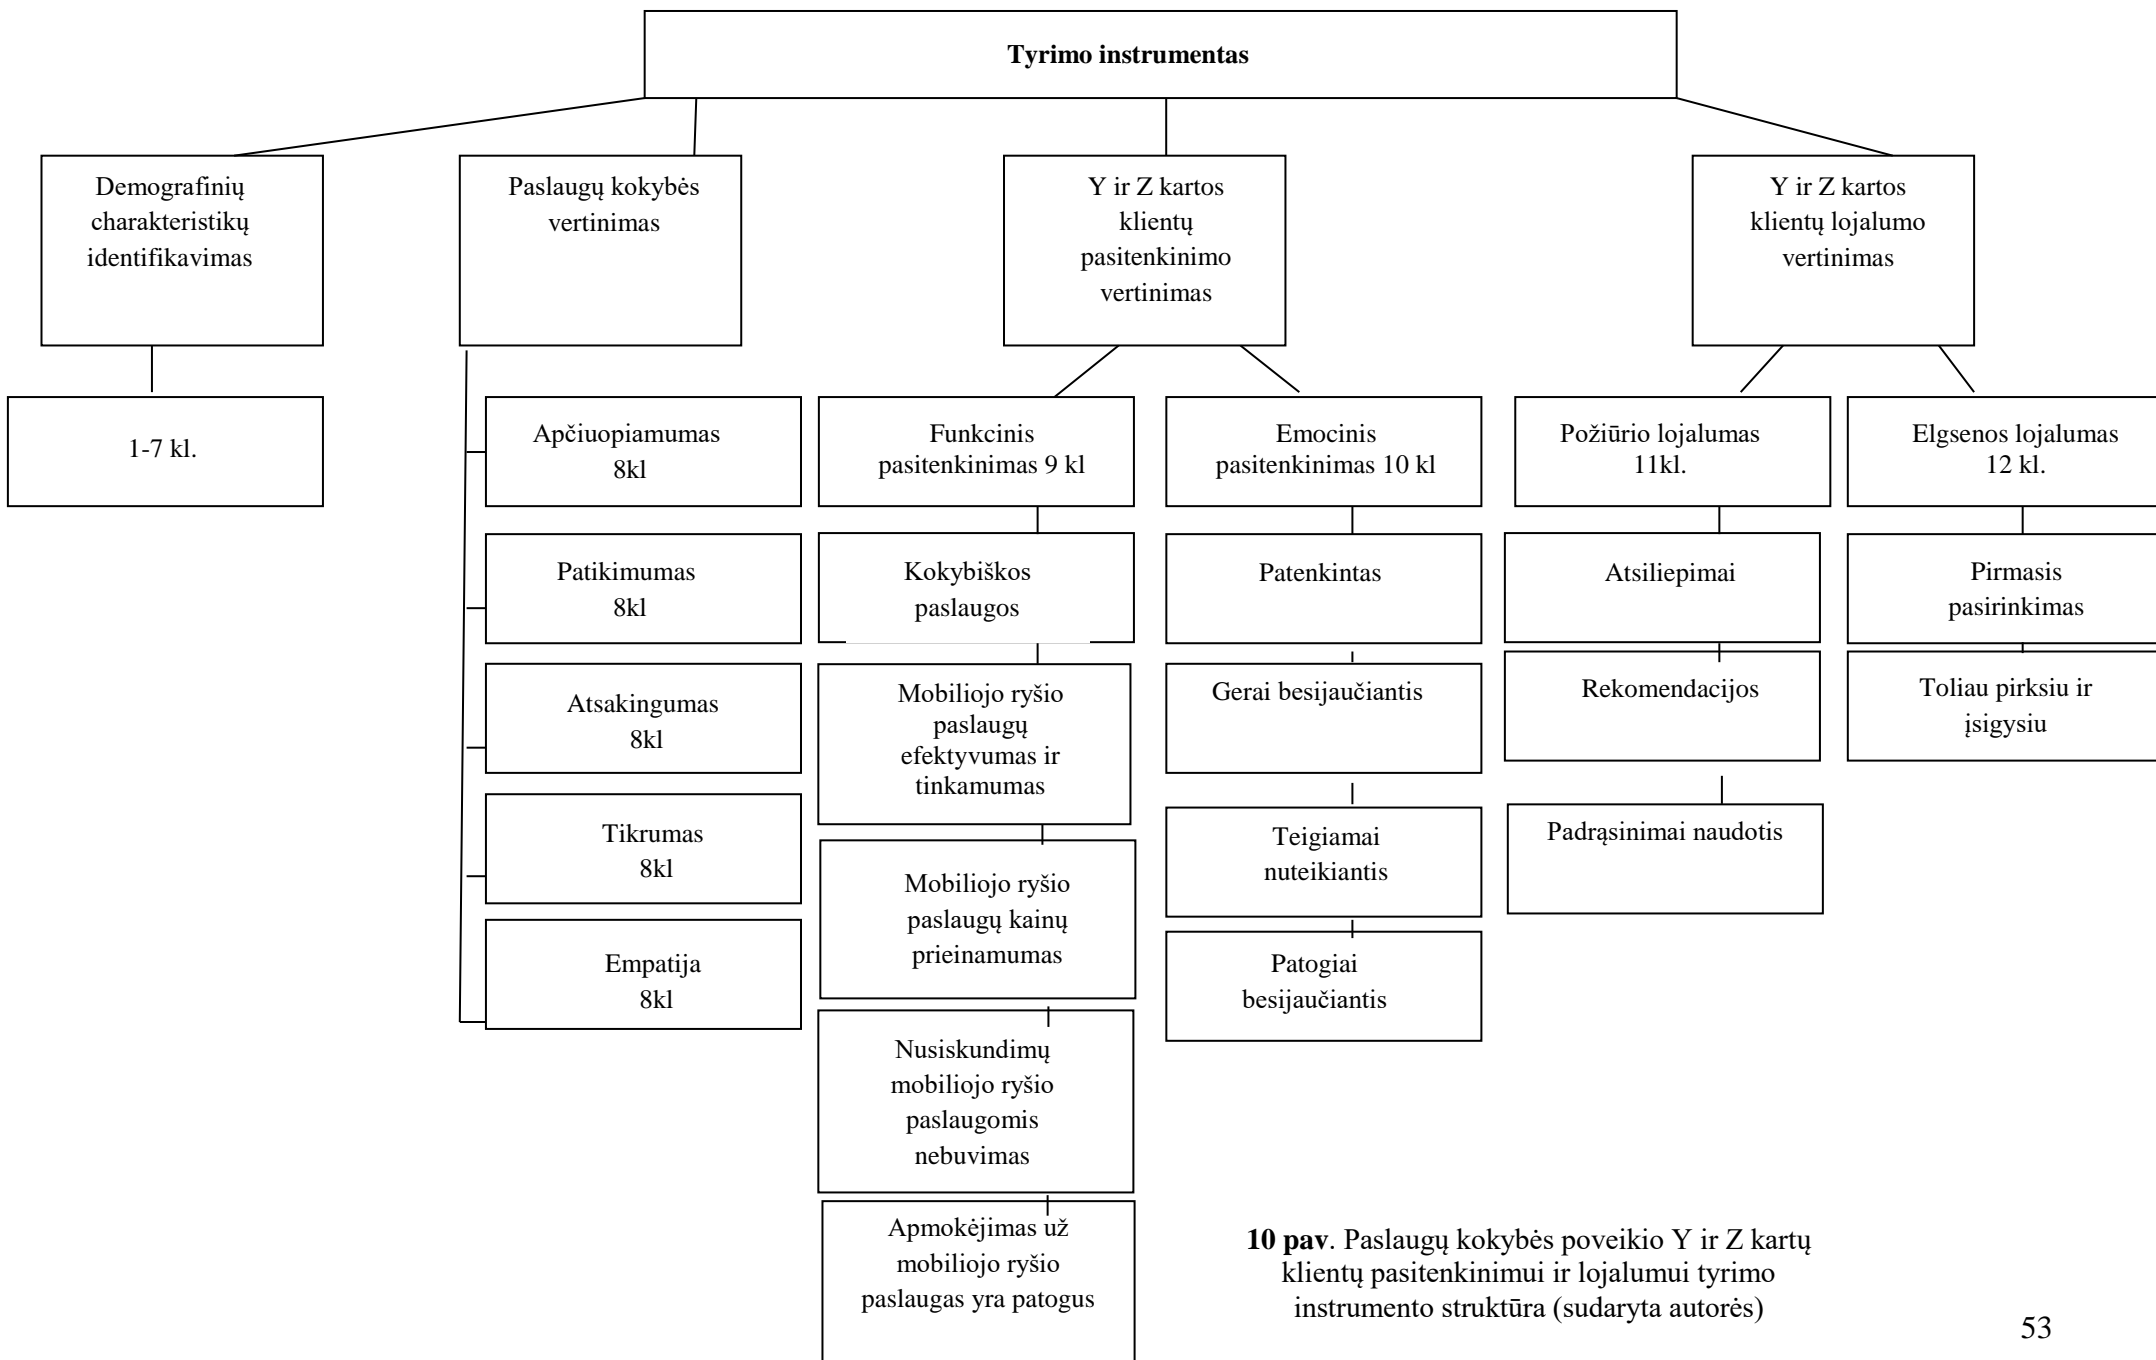 Tyrimo instrumentas
Demografinių
charakteristikų
identifikavimas
Paslaugų kokybės
vertinimas
Y ir Z kartos
klientų
pasitenkinimo
vertinimas
Y ir Z kartos
klientų lojalumo
vertinimas
1-7 kl.
Apčiuopiamumas
8kl
Funkcinis
pasitenkinimas 9 kl
Emocinis
pasitenkinimas 10 kl
Požiūrio lojalumas
11kl.
Elgsenos lojalumas
12 kl.
Patikimumas
8kl
Kokybiškos
paslaugos
Patenkintas
Atsiliepimai
Pirmasis
pasirinkimas
Atsakingumas
8kl
Mobiliojo ryšio
paslaugų
efektyvumas ir
tinkamumas
Gerai besijaučiantis
Rekomendacijos
Toliau pirksiu ir
įsigysiu
Tikrumas
8kl
Mobiliojo ryšio
paslaugų kainų
prieinamumas
Teigiamai
nuteikiantis
Padrąsinimai naudotis
Empatija
8kl
Patogiai
besijaučiantis
Nusiskundimų
mobiliojo ryšio
paslaugomis
nebuvimas
Apmokėjimas už
mobiliojo ryšio
paslaugas yra patogus
10 pav. Paslaugų kokybės poveikio Y ir Z kartų
klientų pasitenkinimui ir lojalumui tyrimo
instrumento struktūra (sudaryta autorės)
53